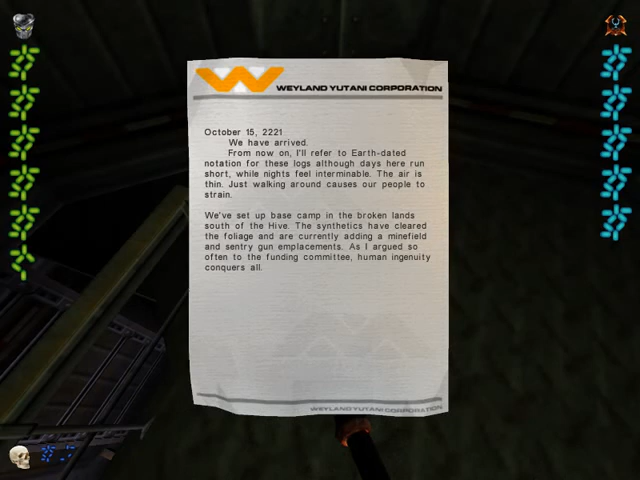 WEYLAND YUTANI CORPORATION
October 15, 2221
We have arrived.
From now on, I'll refer to Earth-dated
notation for these logs although days here run
short, while nights feel interminable. The air is
thin. Just walking around causes our people to
strain.
We've set up base camp in the broken lands
south of the Hive. The synthetics have cleared
the foliage and are currently adding a minefield
and sentry gun emplacements. As I argued so
often to the funding committee, human ingenuity
conquers all.
WEYLAND YUTANI CORPORATION